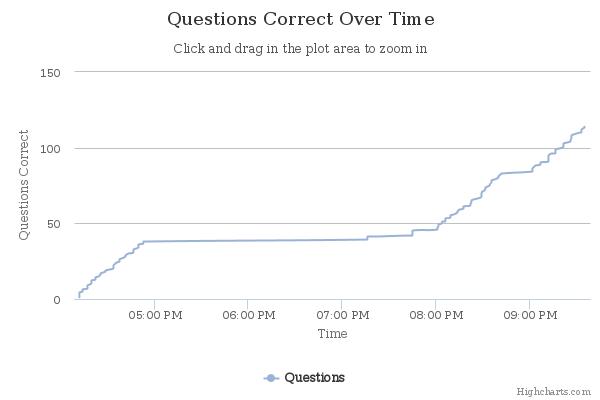 Questions Correct Over Time
Click and drag in the plot area to zoom in
Questions Correct
150
100
50
0
05:00 PM 06:00 PM 07:00 PM 08:00 PM 09:00 PM
Time
Questions
Highcharts.com